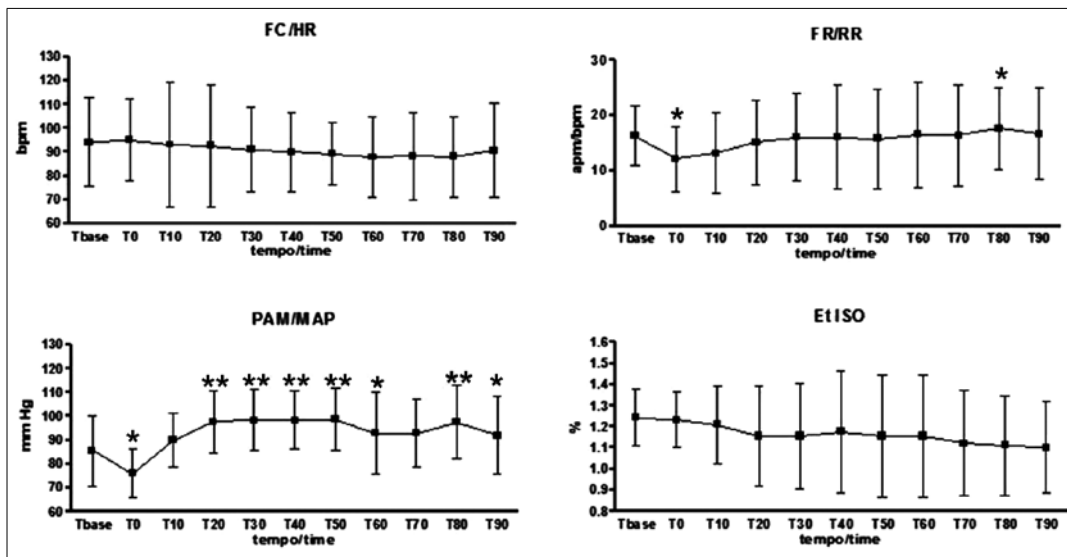 FC/HR
130
120
110
100
90
80
70
60
bpm
Tbase T0 T10 T20 T30 T40 T50 T60 T70 T80 T90
tempo/time
FR/RR
30
20
10
0
apm/bpm
* *
Tbase T0 T10 T20 T30 T40 T50 T60 T70 T80 T90
tempo/time
PAM/MAP
130
120
110
100
90
80
70
60
mm Hg
* ** ** ** ** * ** *
Tbase T0 T10 T20 T30 T40 T50 T60 T70 T80 T90
tempo/time
Et ISO
1.6
1.5
1.4
1.3
1.2
1.1
1.0
0.9
0.8
%
Tbase T0 T10 T20 T30 T40 T50 T60 T70 T80 T90
tempo/time